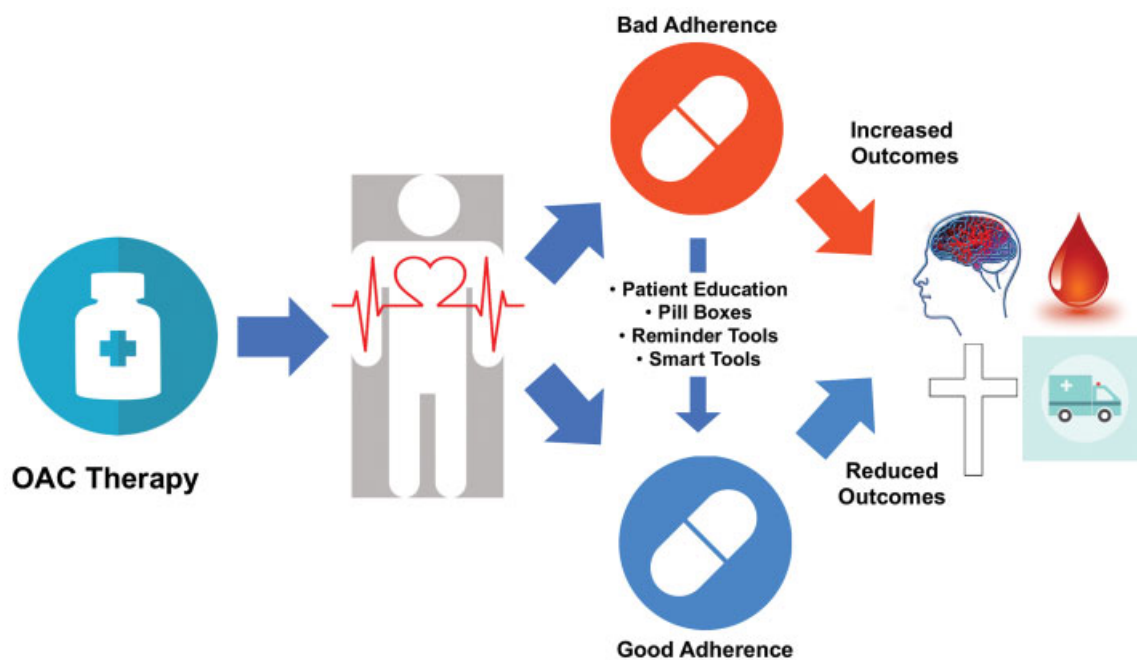 Bad Adherence
Increased
Outcomes
• Patient Education
• Pill Boxes
• Reminder Tools
• Smart Tools
OAC Therapy
Reduced
Outcomes
Good Adherence